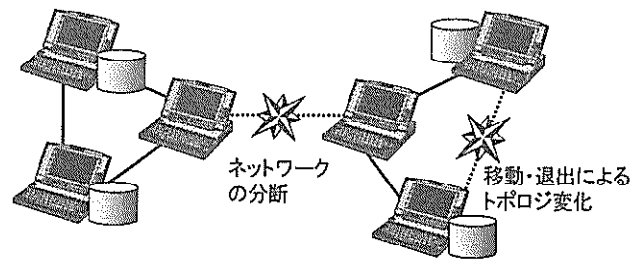 ネットワーク
の分断
移動・退出による
トポロジ変化